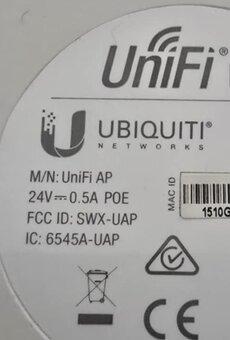 UniFi
UBIQUITI®
NETWORKS
M/N: UniFi AP
24V⎓0.5A POE
FCC ID: SWX-UAP
IC: 6545A-UAP
MAC ID
1510G
CE